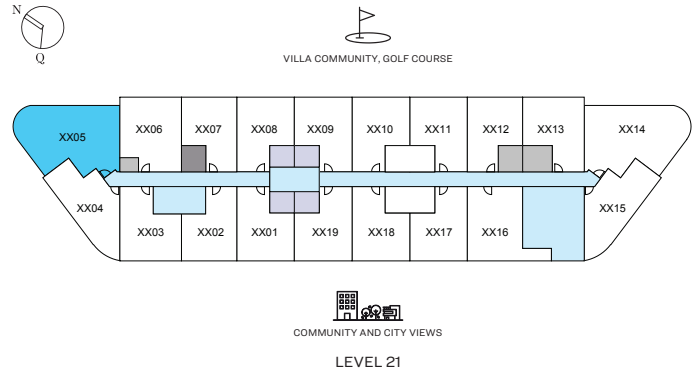 N
Q
VILLA COMMUNITY, GOLF COURSE
XX05
XX06
XX07
XX08
XX09
XX10
XX11
XX12
XX13
XX14
XX04
XX03
XX02
XX01
XX19
XX18
XX17
XX16
XX15
COMMUNITY AND CITY VIEWS
LEVEL 21